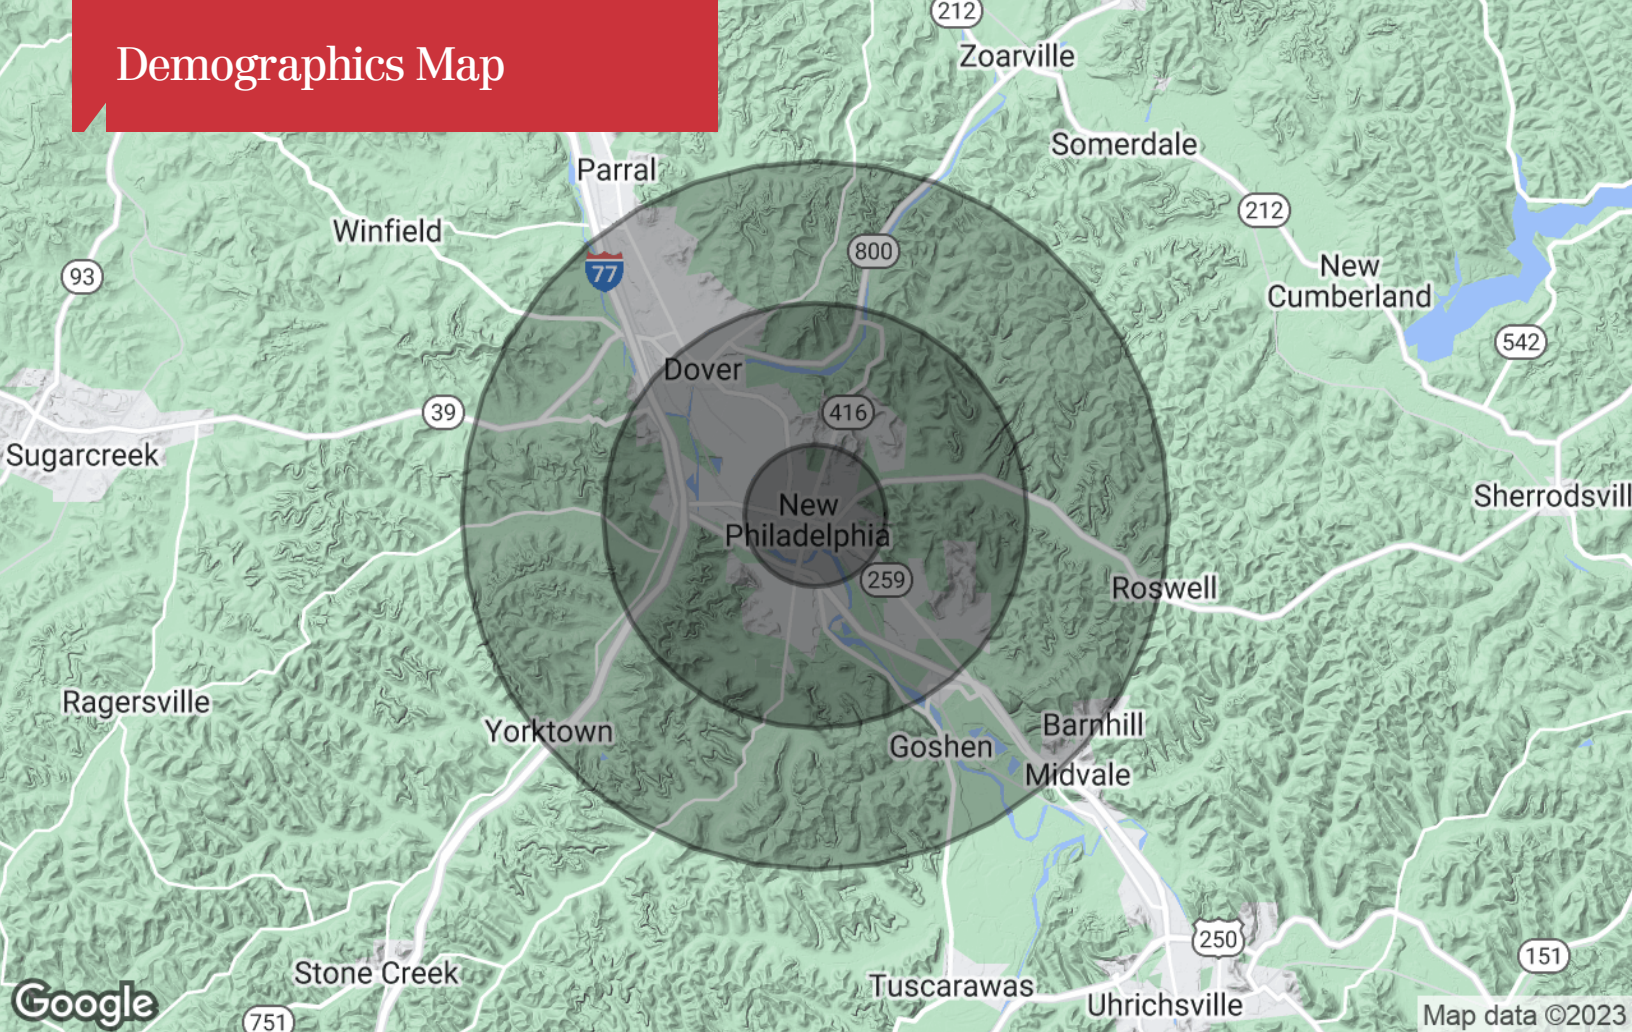 Demographics Map
212
Zoarville
Somerdale
Parral
212
Winfield
800
93
77
New
Cumberland
542
Dover
39
416
Sugarcreek
Sherrodsvill
New
Philadelphia
259
Roswell
Ragersville
Yorktown
Barnhill
Goshen
Midvale
250
151
Stone Creek
Tuscarawas
Uhrichsville
Google
751
Map data ©2023